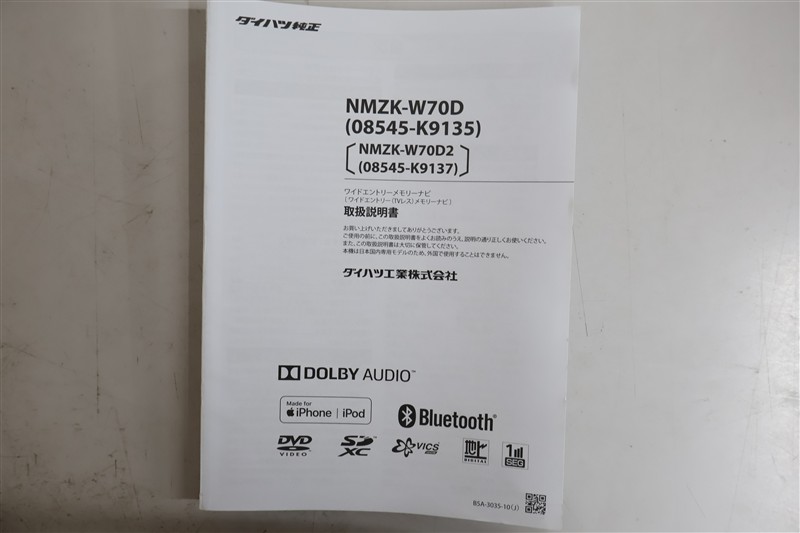 ダイハツ純正
NMZK-W70D
(08545-K9135)
NMZK-W70D2
(08545-K9137)
ワイドエントリーメモリーナビ
[ワイドエントリー(TVレス)メモリーナビ]
取扱説明書
お買い上げいただきましてありがとうございます。
ご使用の前に、この取扱説明書をよくお読みのうえ、説明の通り正しくお使いください。
また、この取扱説明書は大切に保管してください。
本機は日本国内専用モデルのため、外国で使用することはできません。
ダイハツ工業株式会社
DOLBY AUDIO™
Made for
iPhone | iPod
Bluetooth®
DVD VIDEO
SD XC™
VICS
地上 DIGITAL
1 SEG
B5A-3035-10 (J)